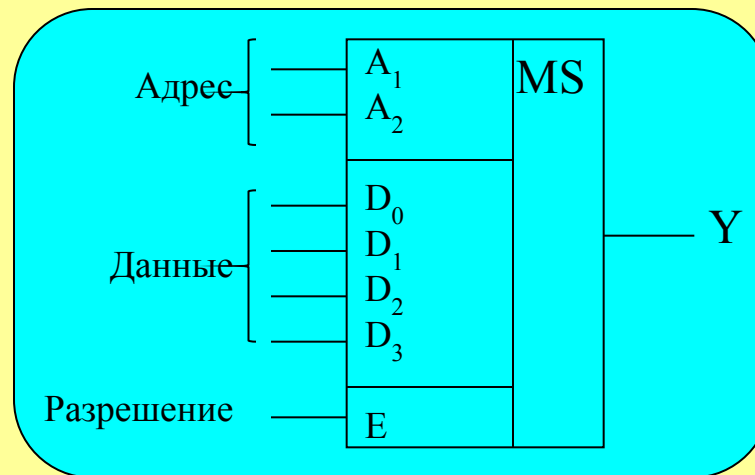 Адрес
A₁
A₂
MS
D₀
D₁
Данные
D₂
D₃
Y
Разрешение
E